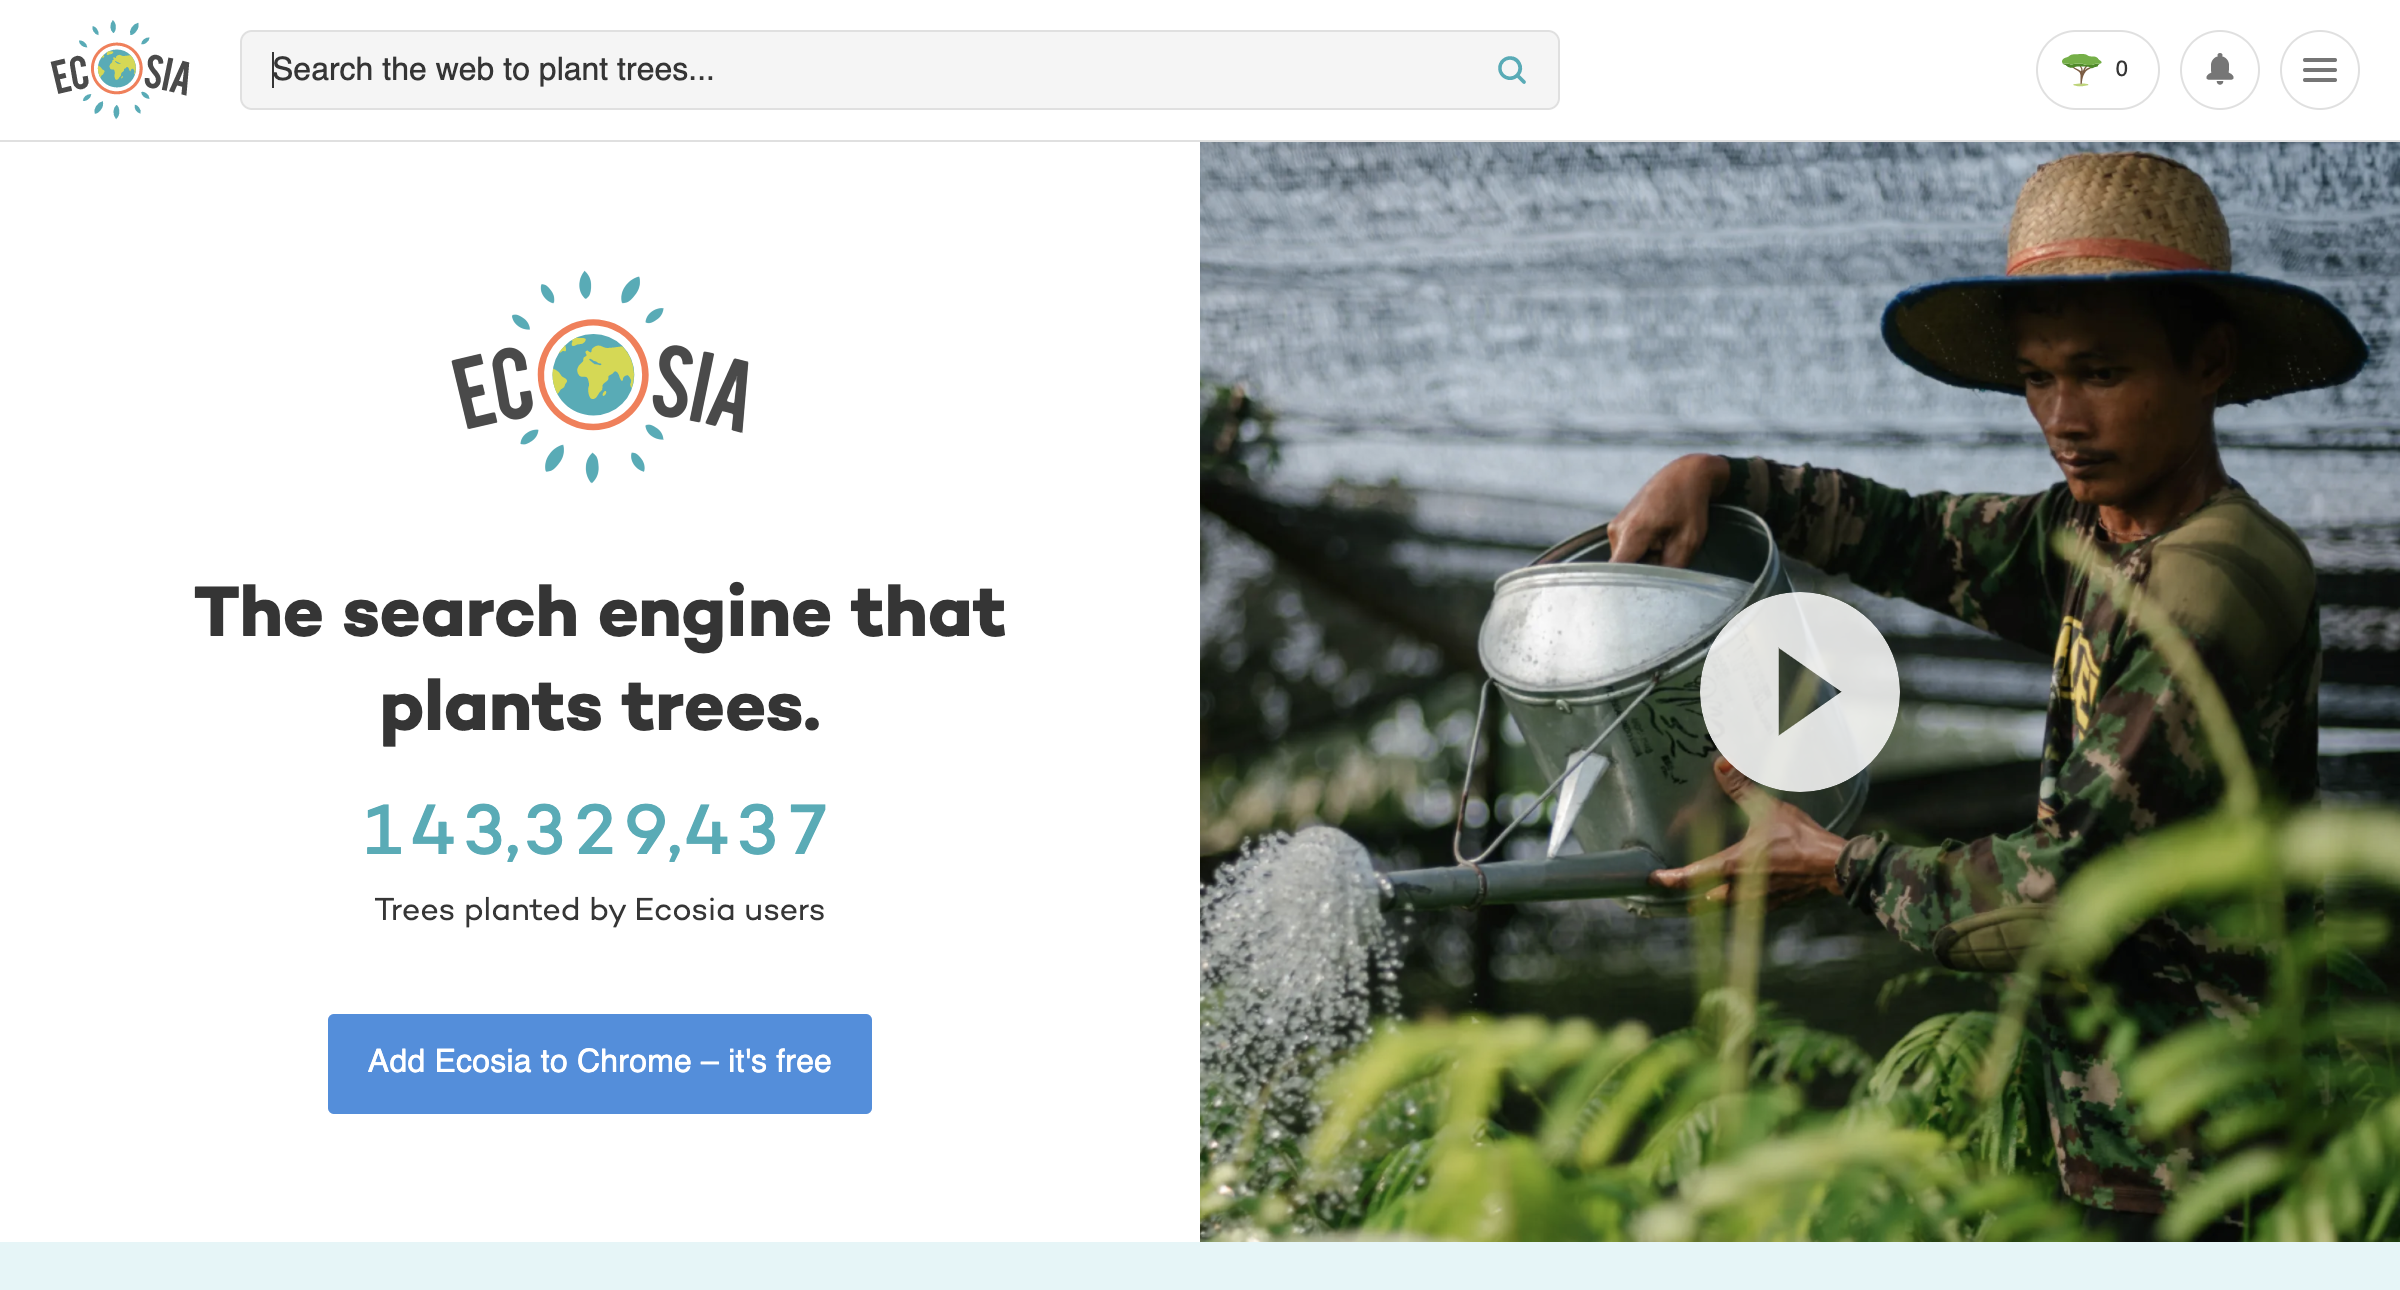 ECOSIA
Search the web to plant trees...
0
ECOSIA
The search engine that
plants trees.
143,329,437
Trees planted by Ecosia users
Add Ecosia to Chrome – it's free